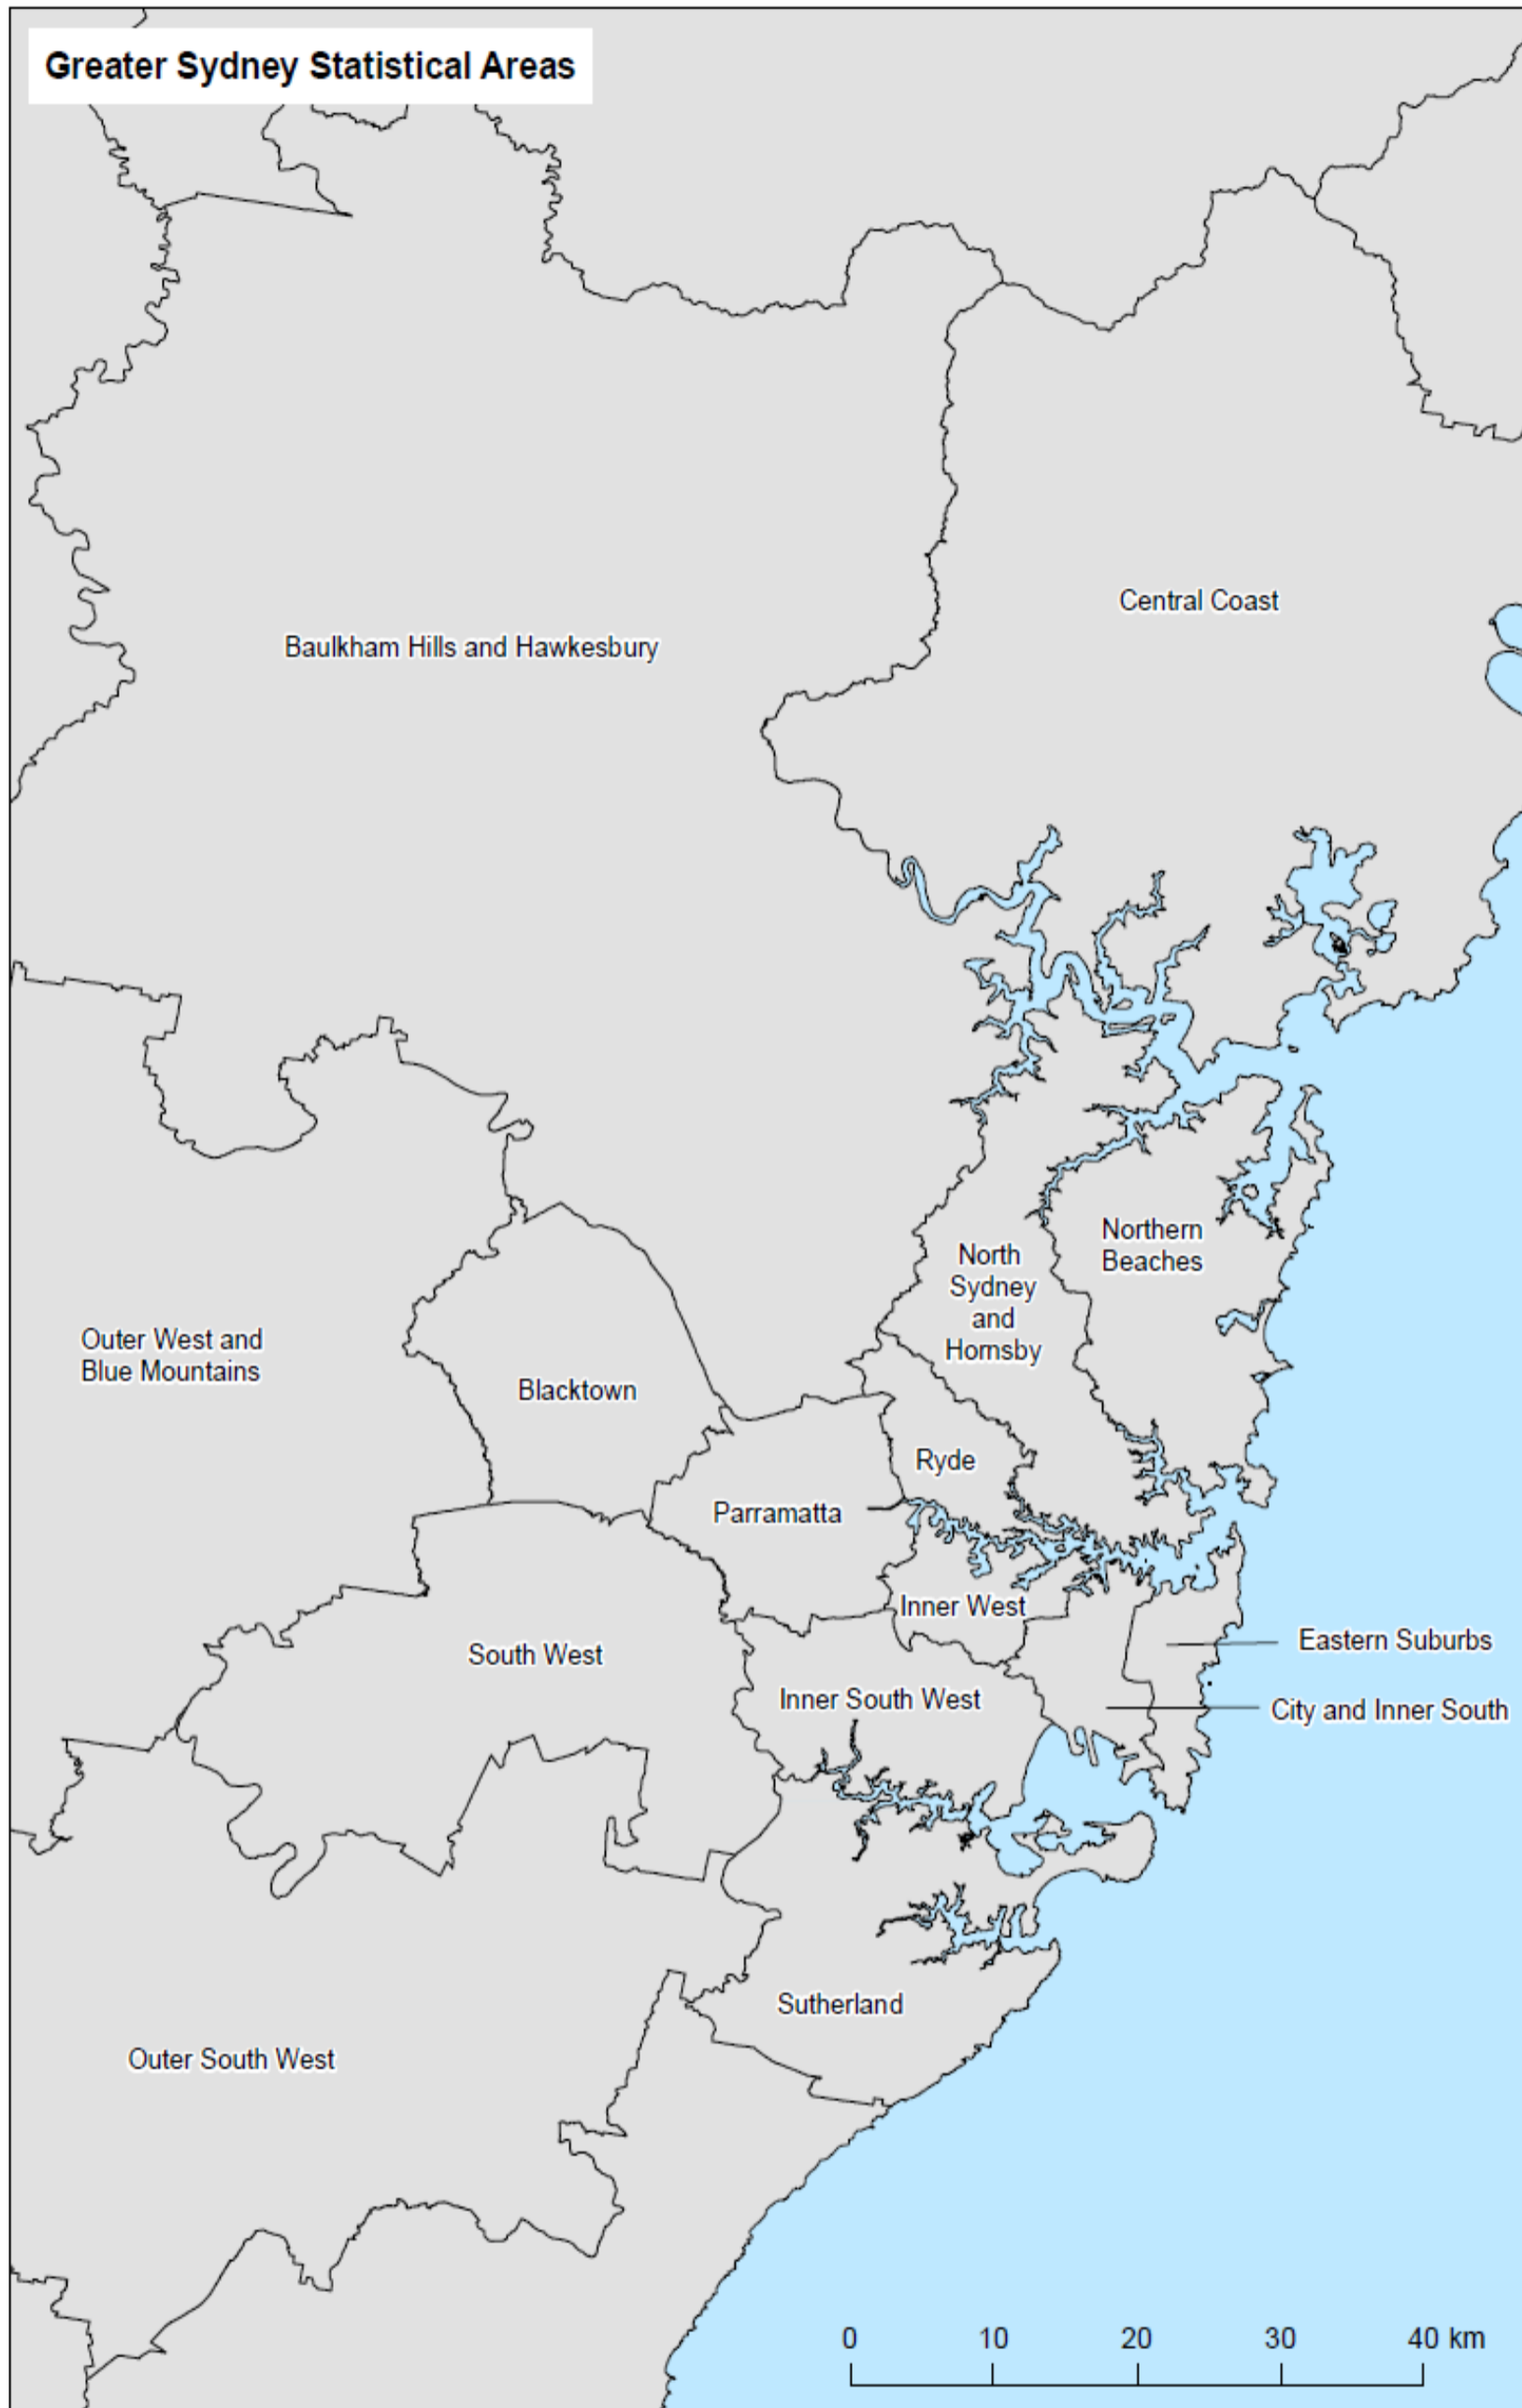 Greater Sydney Statistical Areas
Central Coast
Baulkham Hills and Hawkesbury
Northern
Beaches
North
Sydney
and
Hornsby
Outer West and
Blue Mountains
Blacktown
Ryde
Parramatta
Inner West
Eastern Suburbs
South West
Inner South West
City and Inner South
Sutherland
Outer South West
0 10 20 30 40 km